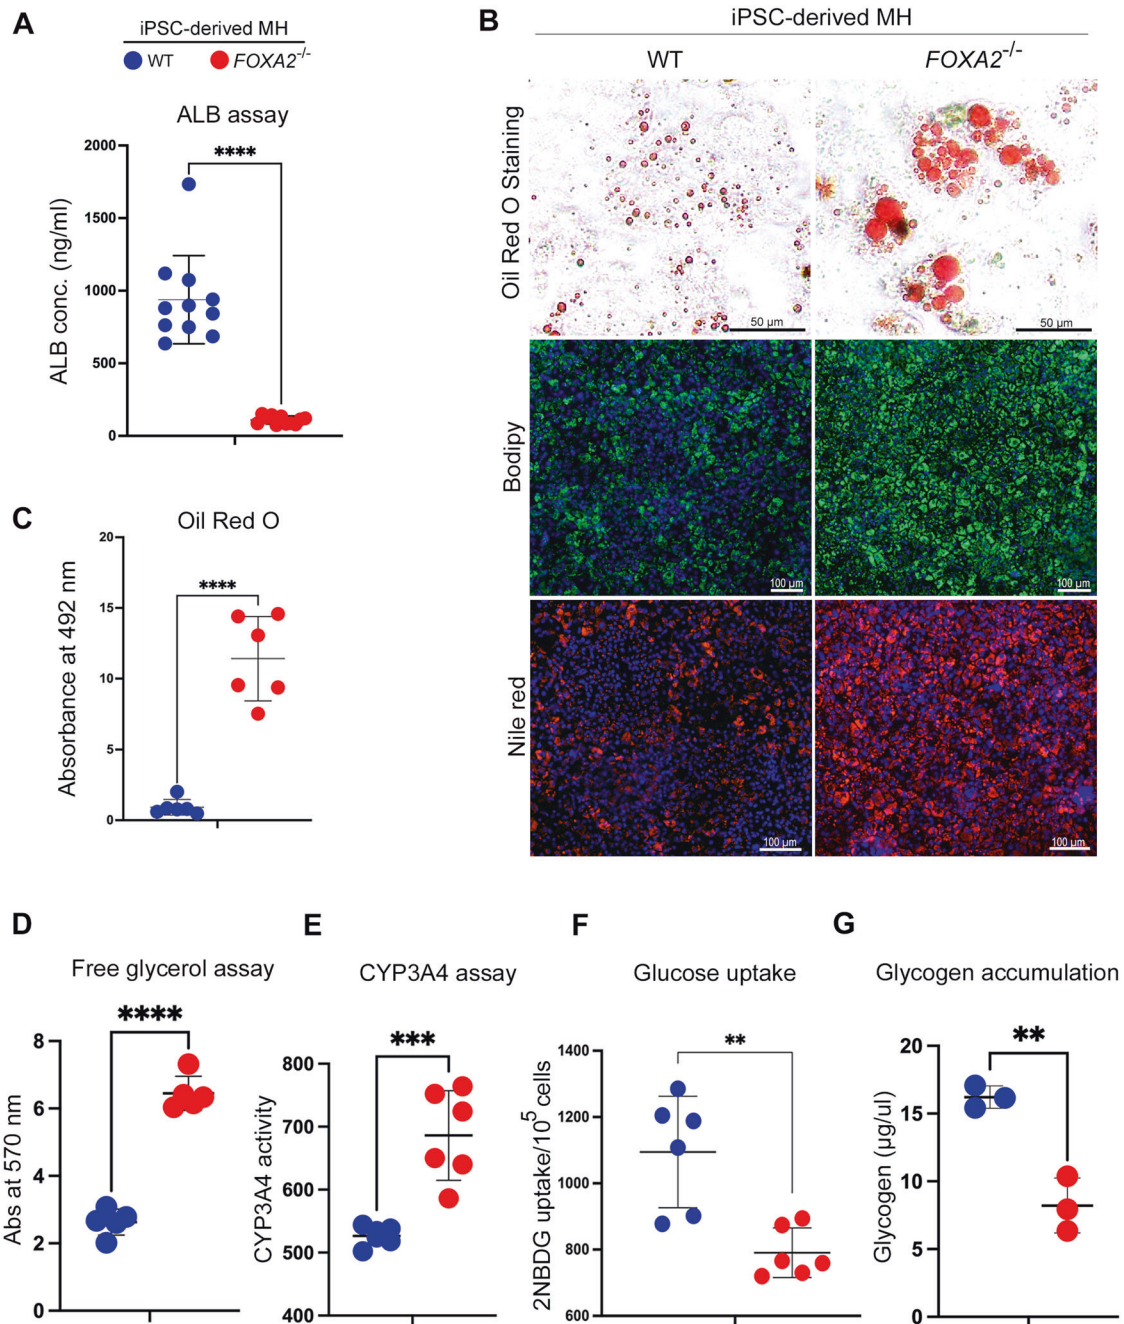 A
iPSC-derived MH
WT
FOXA2-/-
ALB assay
ALB conc. (ng/ml)
2000
1500
1000
500
0
****
B
iPSC-derived MH
WT
FOXA2-/-
Oil Red O Staining
50 µm
50 µm
Bodipy
100 µm
100 µm
Nile red
100 µm
100 µm
C
Oil Red O
Absorbance at 492 nm
20
15
10
5
0
****
D
Free glycerol assay
Abs at 570 nm
8
6
4
2
0
****
E
CYP3A4 assay
CYP3A4 activity
800
700
600
500
400
***
F
Glucose uptake
2NBDG uptake/10^5 cells
1400
1200
1000
800
600
**
G
Glycogen accumulation
Glycogen (µg/ul)
20
15
10
5
0
**